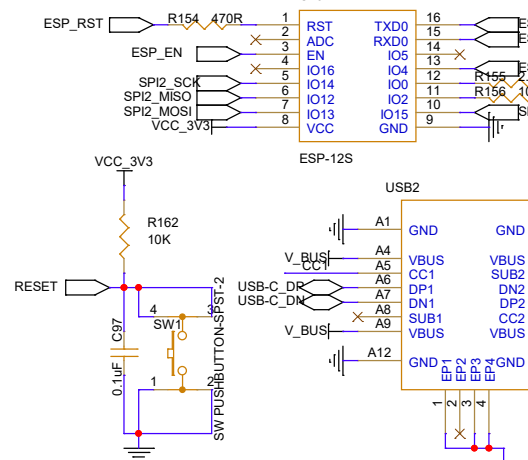 ESP_RST
R154 470R
1 RST TXD0 16
2 ADC RXD0 15
ESP_EN 3 EN IO5 14
4 IO16 IO4 13
SPI2_SCK 5 IO14 IO0 12 R155
SPI2_MISO 6 IO12 IO2 11 R156
SPI2_MOSI 7 IO13 IO15 10
VCC_3V3 8 VCC GND 9
ESP-12S
VCC_3V3
R162
10K
RESET
C97
0.1uF
4 3
SW1
1 2
SW PUSHBUTTON-SPST-2
USB2
A1 GND GND
V_BUS A4 VBUS VBUS
CC1 A5 CC1 SUB2
USB-C_DP A6 DP1 DN2
USB-C_DN A7 DN1 DP2
A8 SUB1 CC2
V_BUS A9 VBUS VBUS
A12 GND GND
EP1 EP2 EP3 EP4
1 2 3 4